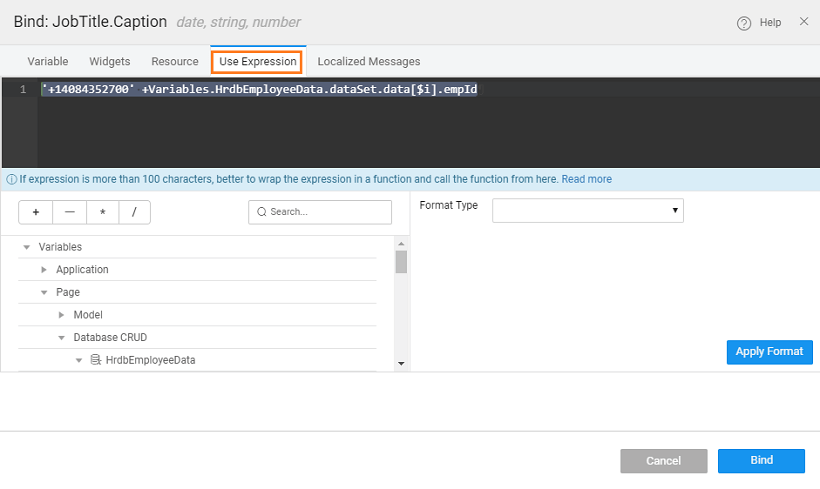 Bind: JobTitle.Caption date, string, number
Help ×
Variable Widgets Resource Use Expression Localized Messages
1 '+14084352700' +Variables.HrdbEmployeeData.dataSet.data[$i].empId
If expression is more than 100 characters, better to wrap the expression in a function and call the function from here. Read more
+ — * / Search... Format Type
Variables
Application
Page
Model
Database CRUD
HrdbEmployeeData
Apply Format
Cancel Bind